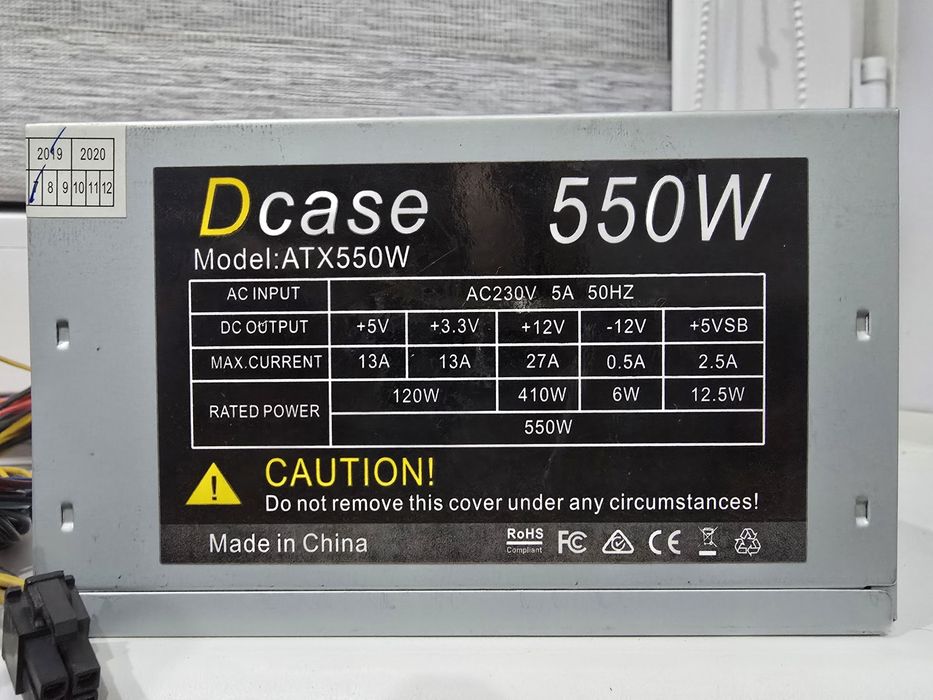 2019 2020
7 8 9 10 11 12
Dcase 550W
Model:ATX550W
AC INPUT AC230V 5A 50HZ
DC OUTPUT +5V +3.3V +12V -12V +5VSB
MAX.CURRENT 13A 13A 27A 0.5A 2.5A
RATED POWER 120W 410W 6W 12.5W
550W
CAUTION!
Do not remove this cover under any circumstances!
Made in China RoHS FC CE
Compliant